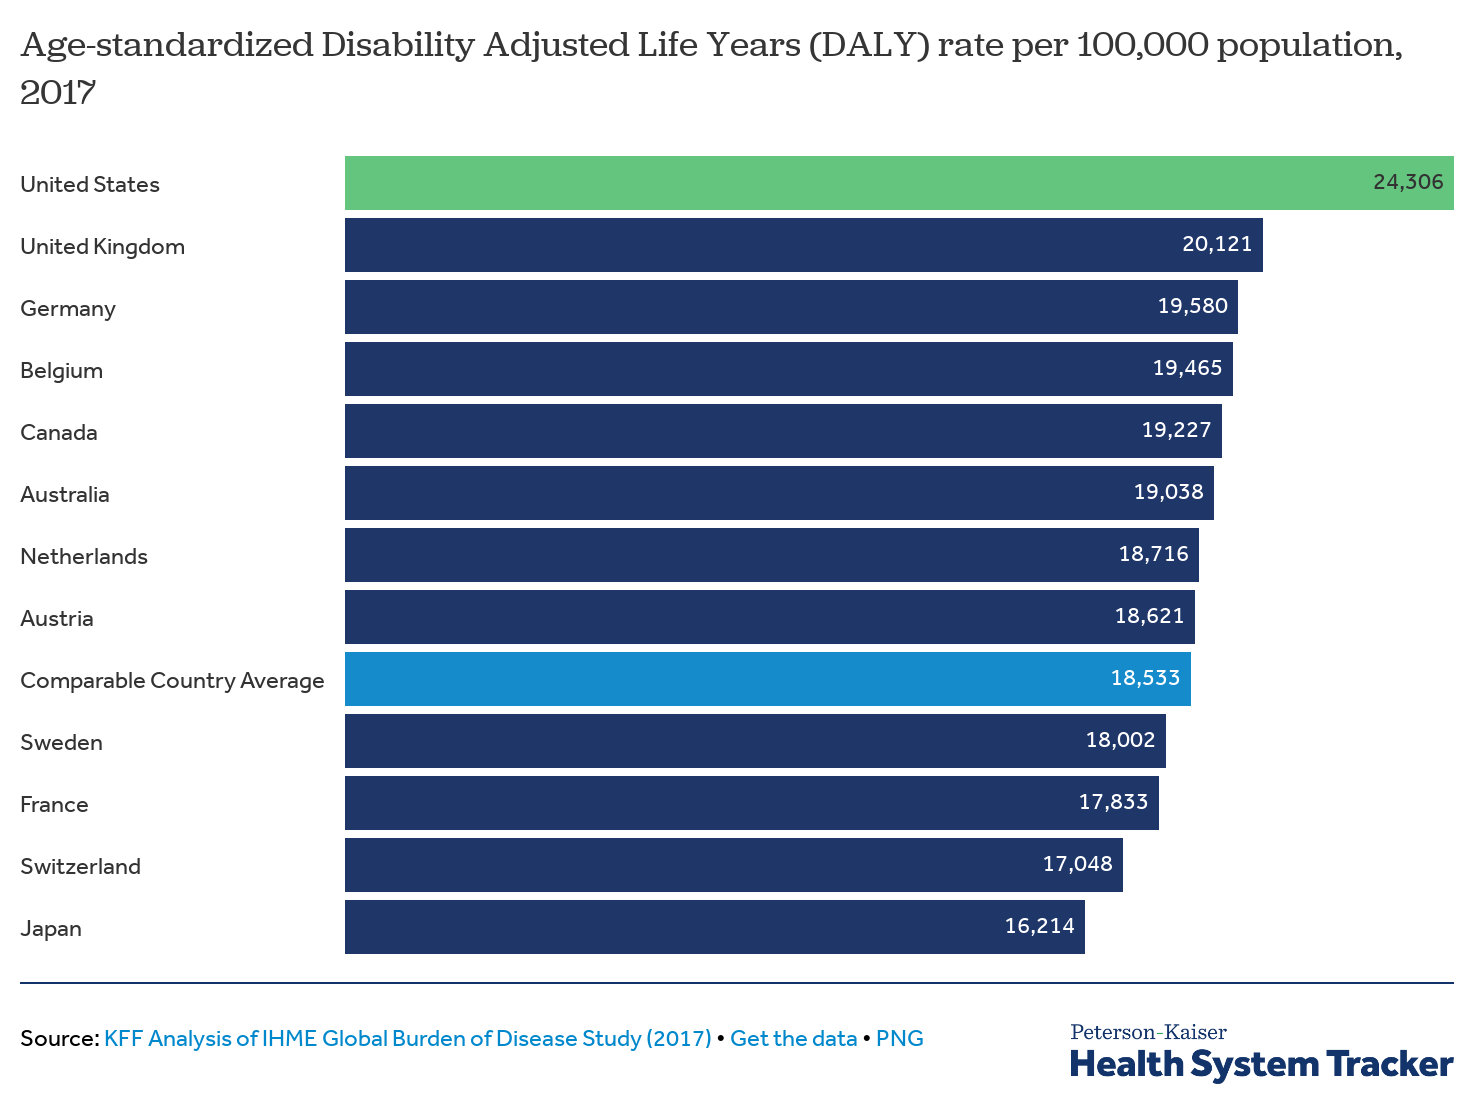 Age-standardized Disability Adjusted Life Years (DALY) rate per 100,000 population,
2017
United States 24,306
United Kingdom 20,121
Germany 19,580
Belgium 19,465
Canada 19,227
Australia 19,038
Netherlands 18,716
Austria 18,621
Comparable Country Average 18,533
Sweden 18,002
France 17,833
Switzerland 17,048
Japan 16,214
Source: KFF Analysis of IHME Global Burden of Disease Study (2017) • Get the data • PNG
Peterson-Kaiser
Health System Tracker